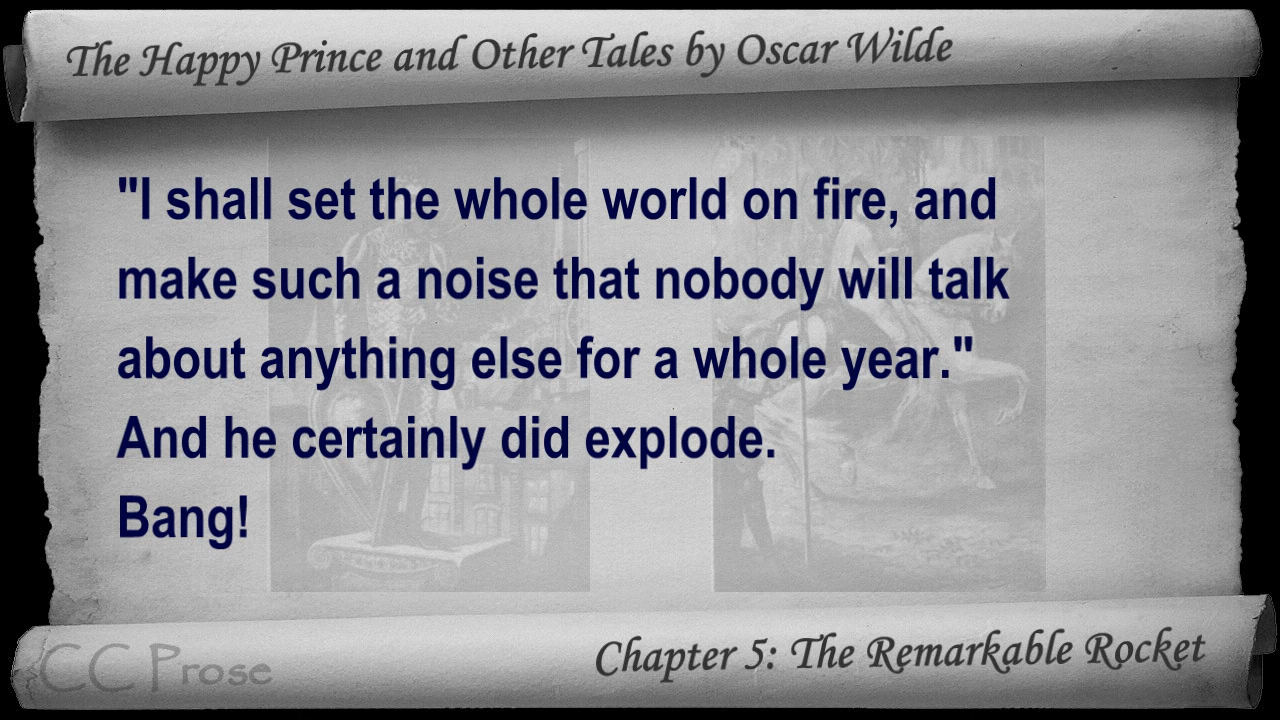 The Happy Prince and Other Tales by Oscar Wilde
"I shall set the whole world on fire, and
make such a noise that nobody will talk
about anything else for a whole year."
And he certainly did explode.
Bang!
CC Prose
Chapter 5: The Remarkable Rocket